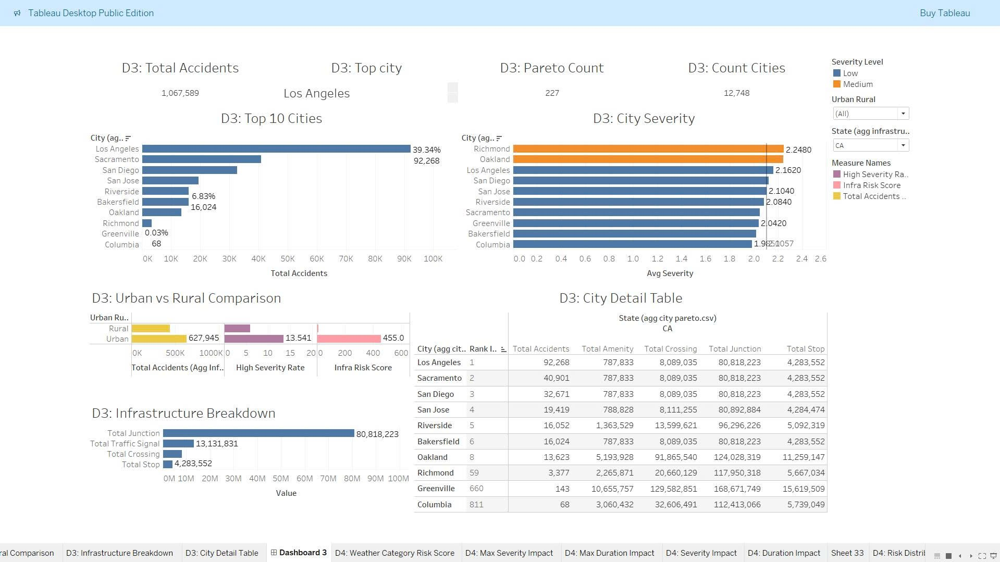 Tableau Desktop Public Edition
Buy Tableau
D3: Total Accidents
D3: Top city
D3: Pareto Count
D3: Count Cities
1,067,589
Los Angeles
227
12,748
Severity Level
Low
Medium
Urban Rural
(All)
State (agg infrastru..
CA
Measure Names
High Severity Ra..
Infra Risk Score
Total Accidents ..
D3: Top 10 Cities
City (ag..
Los Angeles 39.34%
92,268
Sacramento
San Diego
San Jose
Riverside
6.83%
Bakersfield
16,024
Oakland
Richmond
Greenville 0.03%
Columbia 68
0K 10K 20K 30K 40K 50K 60K 70K 80K 90K 100K
Total Accidents
D3: City Severity
City (ag..
Richmond 2.2480
Oakland
Los Angeles 2.1620
San Diego
San Jose 2.1040
Riverside 2.0840
Sacramento
Greenville 2.0420
Bakersfield
Columbia
0.0 0.2 0.4 0.6 0.8 1.0 1.2 1.4 1.6 1.8 2.0 2.2 2.4 2.6
Avg Severity
D3: Urban vs Rural Comparison
Urban Ru..
Rural
Urban 627,945 13.541 455.0
0K 500K 1000K 0 5 10 15 20 0 200 400 600
Total Accidents (Agg Inf.. High Severity Rate Infra Risk Score
D3: Infrastructure Breakdown
Total Junction 80,818,223
Total Traffic Signal 13,131,831
Total Crossing
Total Stop 4,283,552
0M 10M 20M 30M 40M 50M 60M 70M 80M 90M 100M
Value
D3: City Detail Table
State (agg city pareto.csv)
CA
City (agg cit.. Rank I.. Total Accidents Total Amenity Total Crossing Total Junction Total Stop
Los Angeles 1 92,268 787,833 8,089,035 80,818,223 4,283,552
Sacramento 2 40,901 787,833 8,089,035 80,818,223 4,283,552
San Diego 3 32,671 787,833 8,089,035 80,818,223 4,283,552
San Jose 4 19,419 788,828 8,111,255 80,892,884 4,284,474
Riverside 5 16,052 1,363,529 13,599,621 96,296,226 5,092,319
Bakersfield 6 16,024 787,833 8,089,035 80,818,223 4,283,552
Oakland 8 13,623 5,193,928 91,865,540 124,028,319 11,259,147
Richmond 59 3,377 2,265,871 20,660,129 117,950,318 5,667,034
Greenville 660 143 10,655,757 129,582,851 168,671,749 15,619,509
Columbia 811 68 3,060,432 32,606,491 112,413,066 5,739,049
ral Comparison
D3: Infrastructure Breakdown
D3: City Detail Table
Dashboard 3
D4: Weather Category Risk Score
D4: Max Severity Impact
D4: Max Duration Impact
D4: Severity Impact
D4: Duration Impact
Sheet 33
D4: Risk Distrib